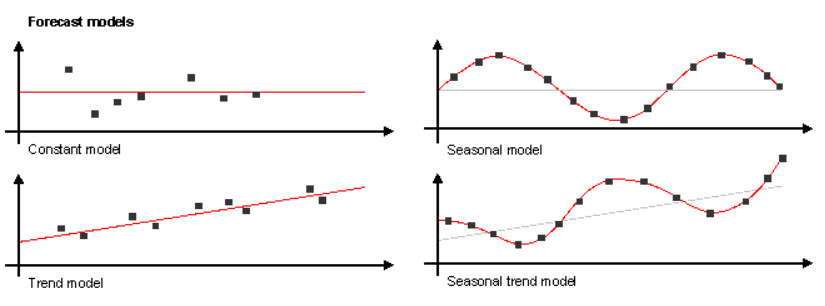 Forecast models
Constant model
Seasonal model
Trend model
Seasonal trend model